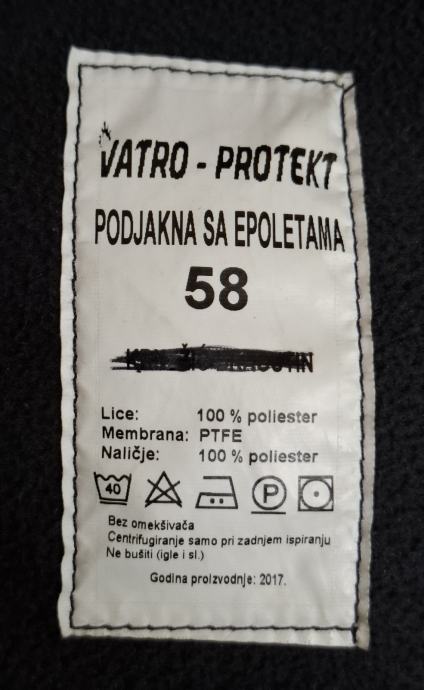 VATRO - PROTEKT
PODJAKNA SA EPOLETAMA
58
Lice: 100 % poliester
Membrana: PTFE
Naličje: 100 % poliester
40 P
Bez omekšivača
Centrifugiranje samo pri zadnjem ispiranju
Ne bušiti (igle i sl.)
Godina proizvodnje: 2017.